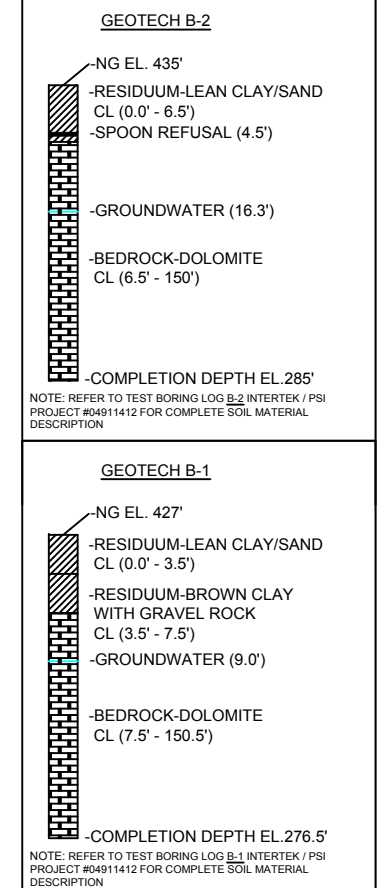 GEOTECH B-2
-NG EL. 435'
-RESIDUUM-LEAN CLAY/SAND
CL (0.0' - 6.5')
-SPOON REFUSAL (4.5')
-GROUNDWATER (16.3')
-BEDROCK-DOLOMITE
CL (6.5' - 150')
-COMPLETION DEPTH EL.285'
NOTE: REFER TO TEST BORING LOG B-2 INTERTEK / PSI
PROJECT #04911412 FOR COMPLETE SOIL MATERIAL
DESCRIPTION
GEOTECH B-1
-NG EL. 427'
-RESIDUUM-LEAN CLAY/SAND
CL (0.0' - 3.5')
-RESIDUUM-BROWN CLAY
WITH GRAVEL ROCK
CL (3.5' - 7.5')
-GROUNDWATER (9.0')
-BEDROCK-DOLOMITE
CL (7.5' - 150.5')
-COMPLETION DEPTH EL.276.5'
NOTE: REFER TO TEST BORING LOG B-1 INTERTEK / PSI
PROJECT #04911412 FOR COMPLETE SOIL MATERIAL
DESCRIPTION